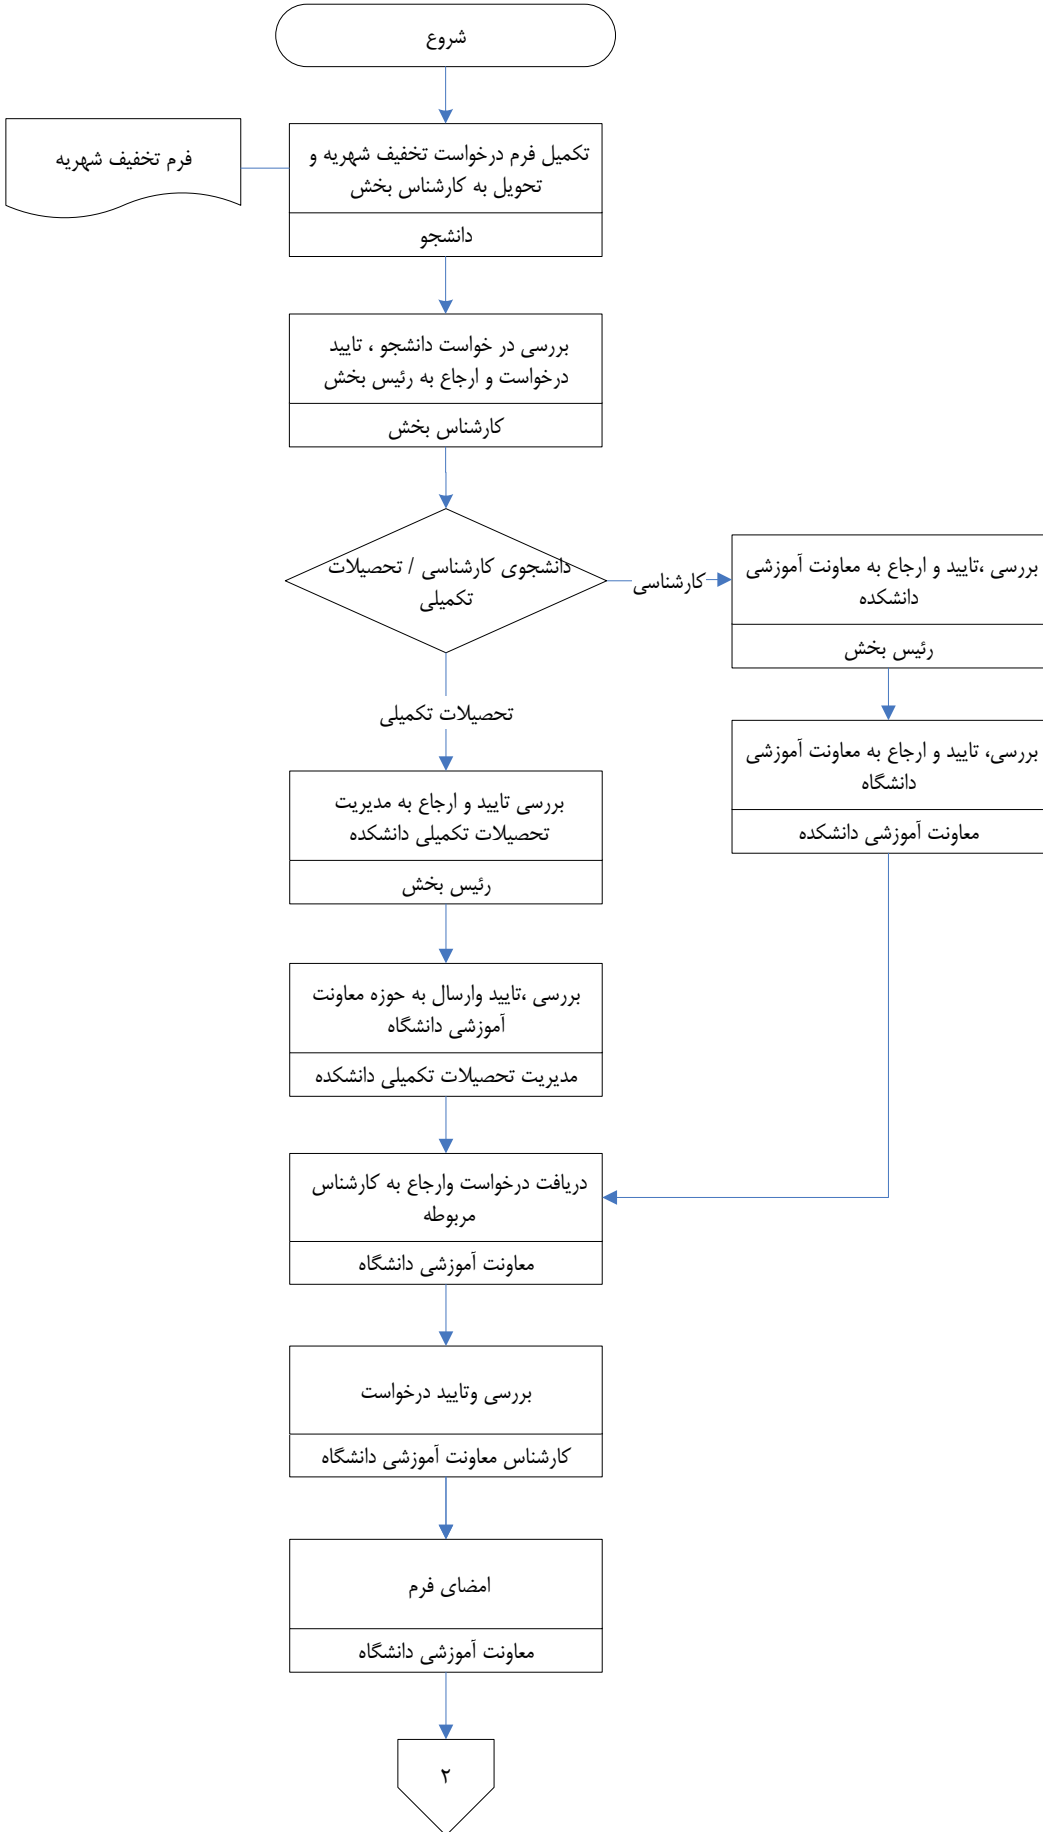 شروع
فرم تخفیف شهریه
تکمیل فرم درخواست تخفیف شهریه و
تحویل به کارشناس بخش
دانشجو
بررسی در خواست دانشجو ، تایید
درخواست و ارجاع به رئیس بخش
کارشناس بخش
دانشجوی کارشناسی / تحصیلات
تکمیلی
کارشناسی
بررسی ،تایید و ارجاع به معاونت آموزشی
دانشکده
رئیس بخش
بررسی، تایید و ارجاع به معاونت آموزشی
دانشگاه
معاونت آموزشی دانشکده
تحصیلات تکمیلی
بررسی تایید و ارجاع به مدیریت
تحصیلات تکمیلی دانشکده
رئیس بخش
بررسی ،تایید وارسال به حوزه معاونت
آموزشی دانشگاه
مدیریت تحصیلات تکمیلی دانشکده
دریافت درخواست وارجاع به کارشناس
مربوطه
معاونت آموزشی دانشگاه
بررسی وتایید درخواست
کارشناس معاونت آموزشی دانشگاه
امضای فرم
معاونت آموزشی دانشگاه
۲